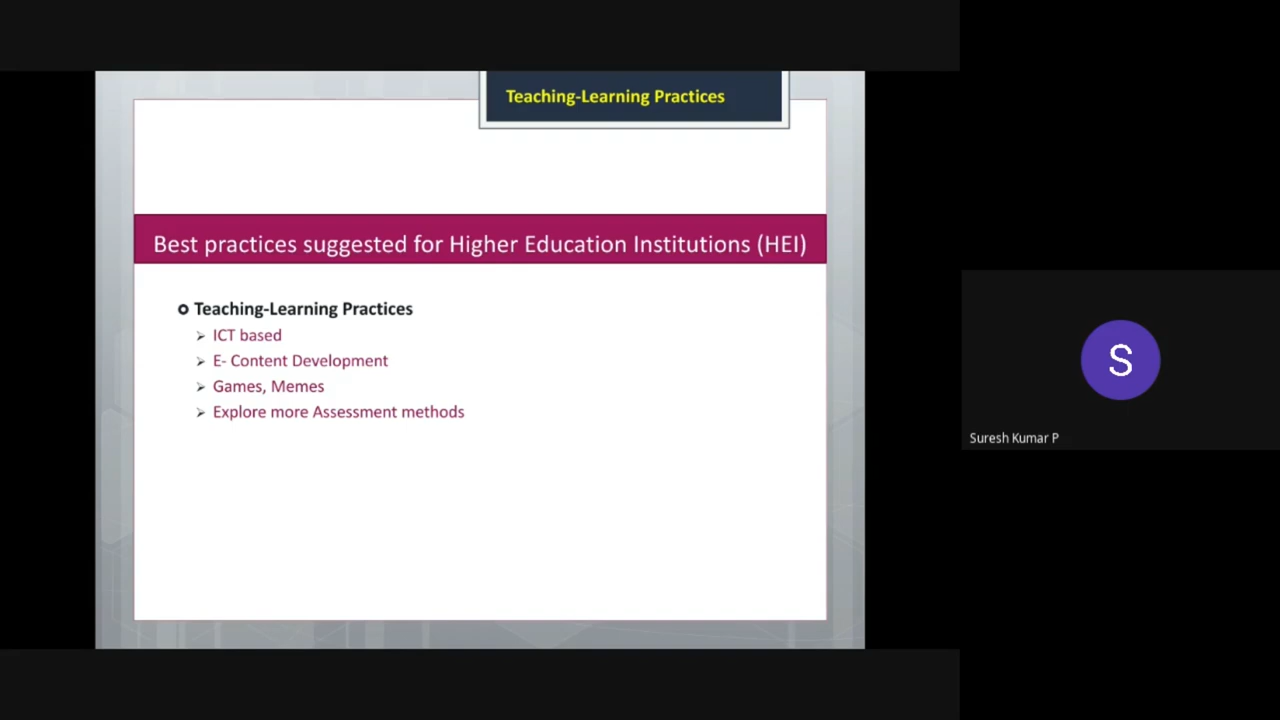 Teaching-Learning Practices
Best practices suggested for Higher Education Institutions (HEI)
Teaching-Learning Practices
ICT based
E- Content Development
Games, Memes
Explore more Assessment methods
S
Suresh Kumar P